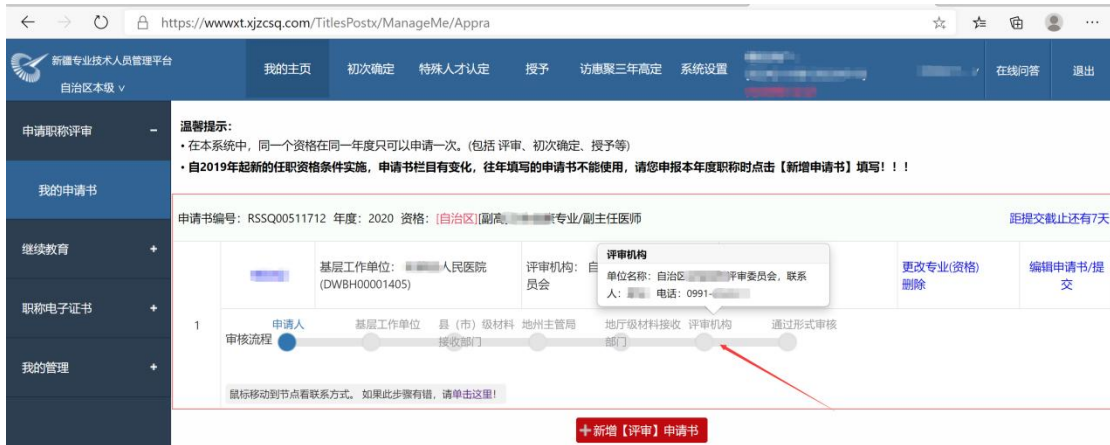 https://wwwxt.xjzcsq.com/TitlesPostx/ManageMe/Appra
新疆专业技术人员管理平台
自治区本级
我的主页 初次确定 特殊人才认定 授予 访惠聚三年高定 系统设置 在线问答 退出
申请职称评审
我的申请书
继续教育
职称电子证书
我的管理
温馨提示：
• 在本系统中，同一个资格在同一年度只可以申请一次。(包括 评审、初次确定、授予等)
• 自2019年起新的任职资格条件实施，申请书栏目有变化，往年填写的申请书不能使用，请您申报本年度职称时点击【新增申请书】填写！！！
申请书编号：RSSQ00511712 年度：2020 资格：[自治区][副高 专业/副主任医师 距提交截止还有7天
1
基层工作单位： 人民医院
(DWBH00001405)
评审机构：自
员会
评审机构
单位名称：自治区 评审委员会，联系
人： 电话：0991-
更改专业(资格)
删除
编辑申请书/提
交
审核流程
申请人 基层工作单位 县（市）级材料 地州主管局 地厅级材料接收 评审机构 通过形式审核
接收部门 部门
鼠标移动到节点看联系方式。如果此步骤有错，请单击这里!
+新增【评审】申请书